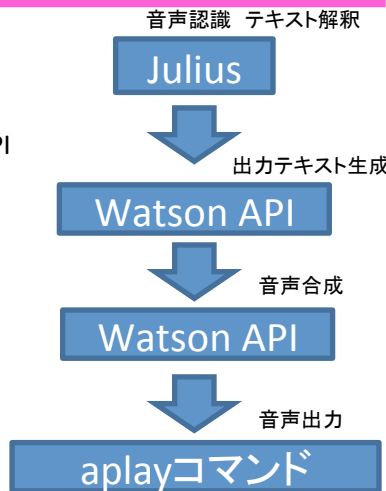 音声認識 テキスト解釈
Julius
PI
出力テキスト生成
Watson API
音声合成
Watson API
音声出力
aplayコマンド